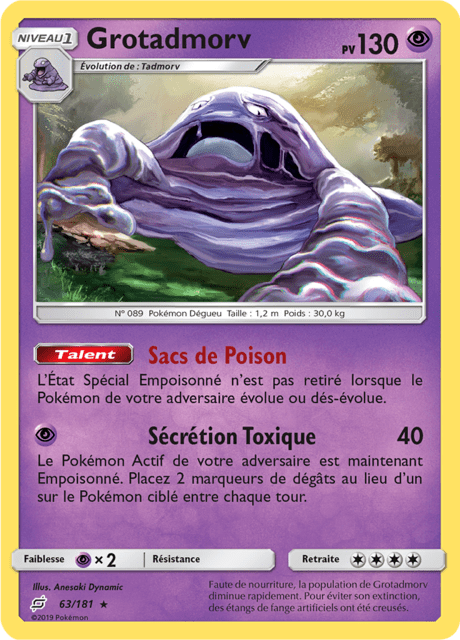 NIVEAU 1
Grotadmorv
PV 130
Évolution de : Tadmorv
N° 089 Pokémon Dégueu Taille : 1,2 m Poids : 30,0 kg
Talent Sacs de Poison
L'État Spécial Empoisonné n'est pas retiré lorsque le
Pokémon de votre adversaire évolue ou dés-évolue.
Sécrétion Toxique 40
Le Pokémon Actif de votre adversaire est maintenant
Empoisonné. Placez 2 marqueurs de dégâts au lieu d'un
sur le Pokémon ciblé entre chaque tour.
Faiblesse ×2 Résistance Retraite
Illus. Anesaki Dynamic
63/181 ★
©2019 Pokémon
Faute de nourriture, la population de Grotadmorv
diminue rapidement. Pour éviter son extinction,
des étangs de fange artificiels ont été creusés.